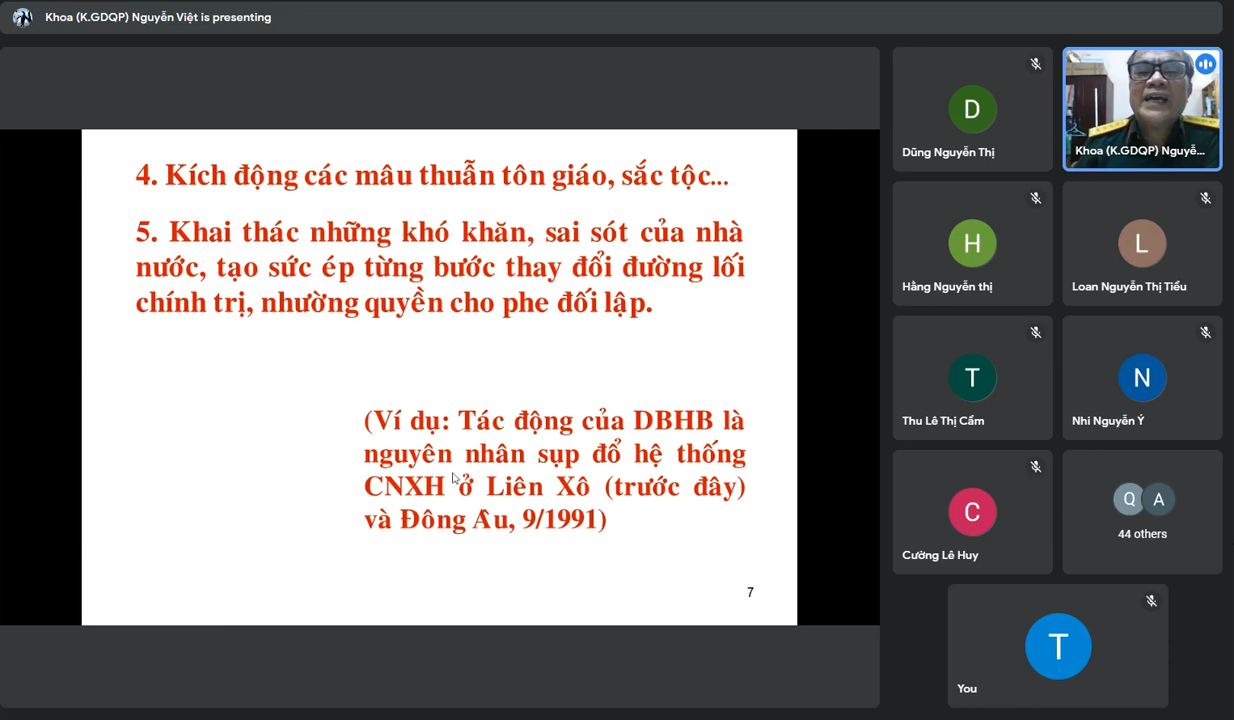 Khoa (K.GDQP) Nguyễn Việt is presenting
4. Kích động các mâu thuẫn tôn giáo, sắc tộc...
5. Khai thác những khó khăn, sai sót của nhà
nước, tạo sức ép từng bước thay đổi đường lối
chính trị, nhường quyền cho phe đối lập.
(Ví dụ: Tác động của DBHB là
nguyên nhân sụp đổ hệ thống
CNXH ở Liên Xô (trước đây)
và Đông Âu, 9/1991)
7
D
Dũng Nguyễn Thị
Khoa (K.GDQP) Nguyễ...
H
Hằng Nguyễn thị
L
Loan Nguyễn Thị Tiểu
T
Thu Lê Thị Cẩm
N
Nhi Nguyễn Ý
C
Cường Lê Huy
Q A
44 others
T
You